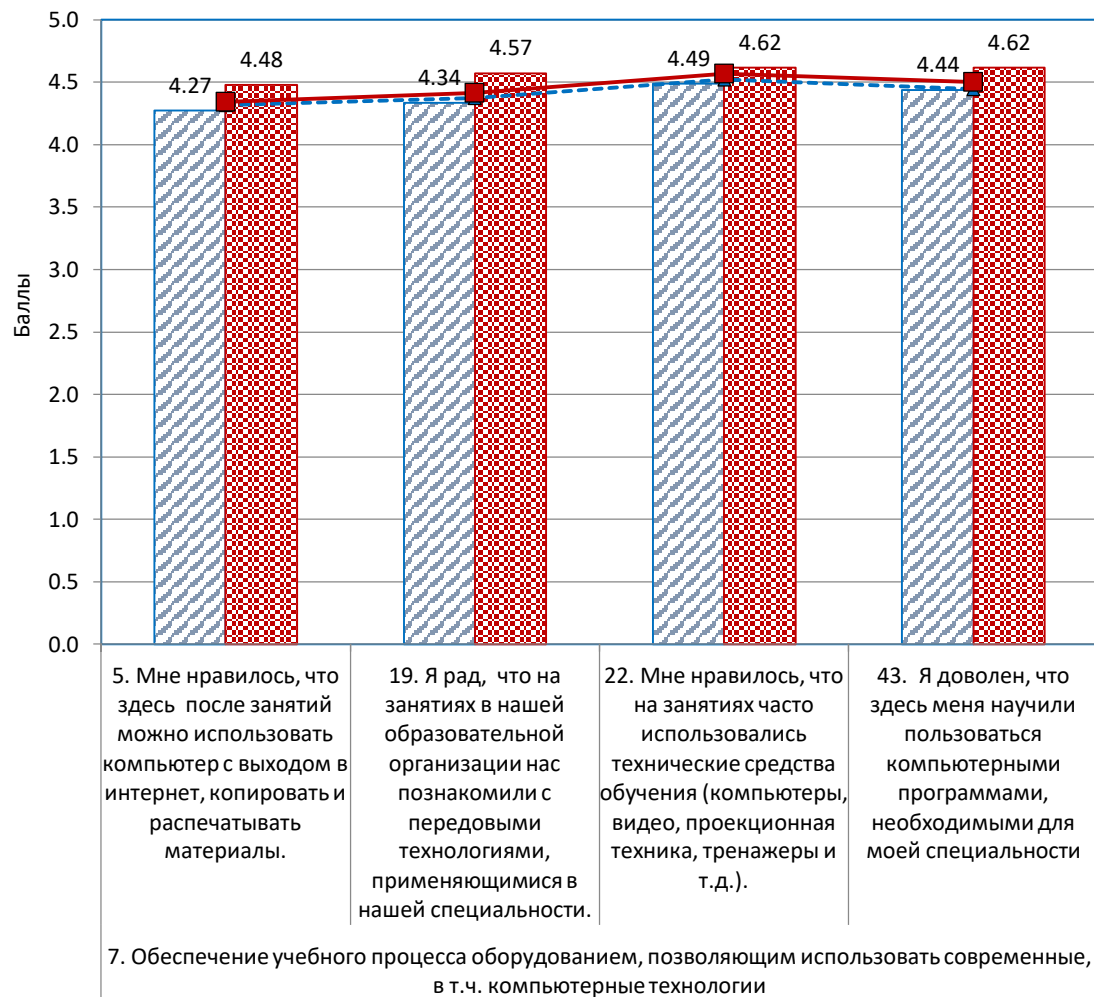 5.0
4.5
4.0
3.5
3.0
2.5
2.0
1.5
1.0
0.5
0.0
Баллы
4.27
4.48
4.34
4.57
4.49
4.62
4.44
4.62
5. Мне нравилось, что
здесь после занятий
можно использовать
компьютер с выходом в
интернет, копировать и
распечатывать
материалы.
19. Я рад, что на
занятиях в нашей
образовательной
организации нас
познакомили с
передовыми
технологиями,
применяющимися в
нашей специальности.
22. Мне нравилось, что
на занятиях часто
использовались
технические средства
обучения (компьютеры,
видео, проекционная
техника, тренажеры и
т.д.).
43. Я доволен, что
здесь меня научили
пользоваться
компьютерными
программами,
необходимыми для
моей специальности
7. Обеспечение учебного процесса оборудованием, позволяющим использовать современные,
в т.ч. компьютерные технологии